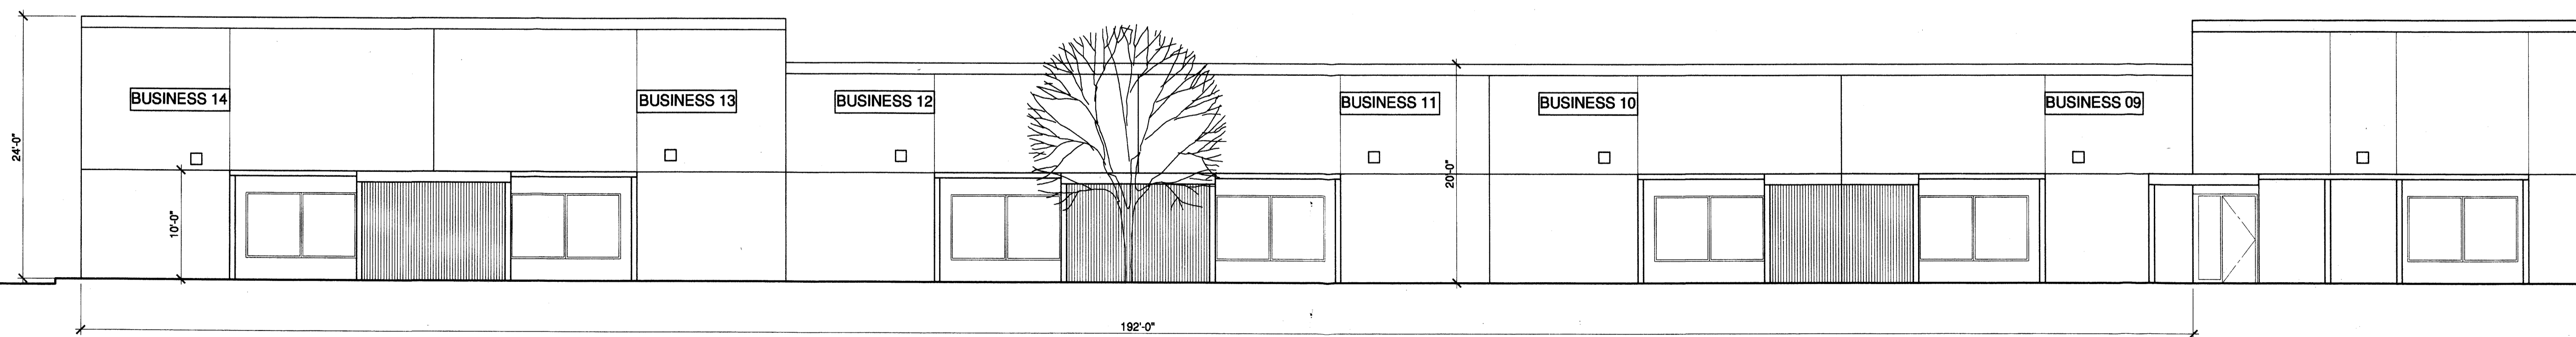 BUSINESS 14
BUSINESS 13
BUSINESS 12
BUSINESS 11
BUSINESS 10
BUSINESS 09
24'-0"
10'-0"
20'-0"
192'-0"